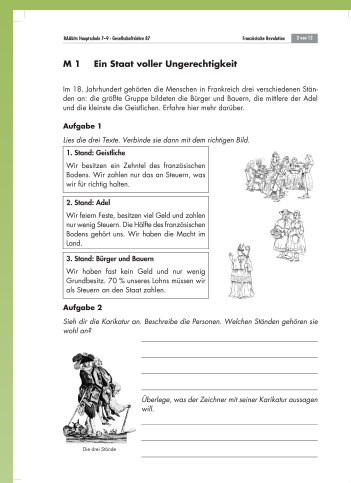 RAAbits Hauptschule 7–9 · Gesellschaftslehre 87
Französische Revolution
2 von 12
M 1 Ein Staat voller Ungerechtigkeit
Im 18. Jahrhundert gehörten die Menschen in Frankreich drei verschiedenen Stän-
den an: die größte Gruppe bildeten die Bürger und Bauern, die mittlere der Adel
und die kleinste die Geistlichen. Erfahre hier mehr darüber.
Aufgabe 1
Lies die drei Texte. Verbinde sie dann mit dem richtigen Bild.
1. Stand: Geistliche
Wir besitzen ein Zehntel des französischen
Bodens. Wir zahlen nur das an Steuern, was
wir für richtig halten.
2. Stand: Adel
Wir feiern Feste, besitzen viel Geld und zahlen
nur wenig Steuern. Die Hälfte des französischen
Bodens gehört uns. Wir haben die Macht im
Land.
3. Stand: Bürger und Bauern
Wir haben fast kein Geld und nur wenig
Grundbesitz. 70 % unseres Lohns müssen wir
als Steuern an den Staat zahlen.
Aufgabe 2
Sieh dir die Karikatur an. Beschreibe die Personen. Welchen Ständen gehören sie
wohl an?
Überlege, was der Zeichner mit seiner Karikatur aussagen
will.
Die drei Stände